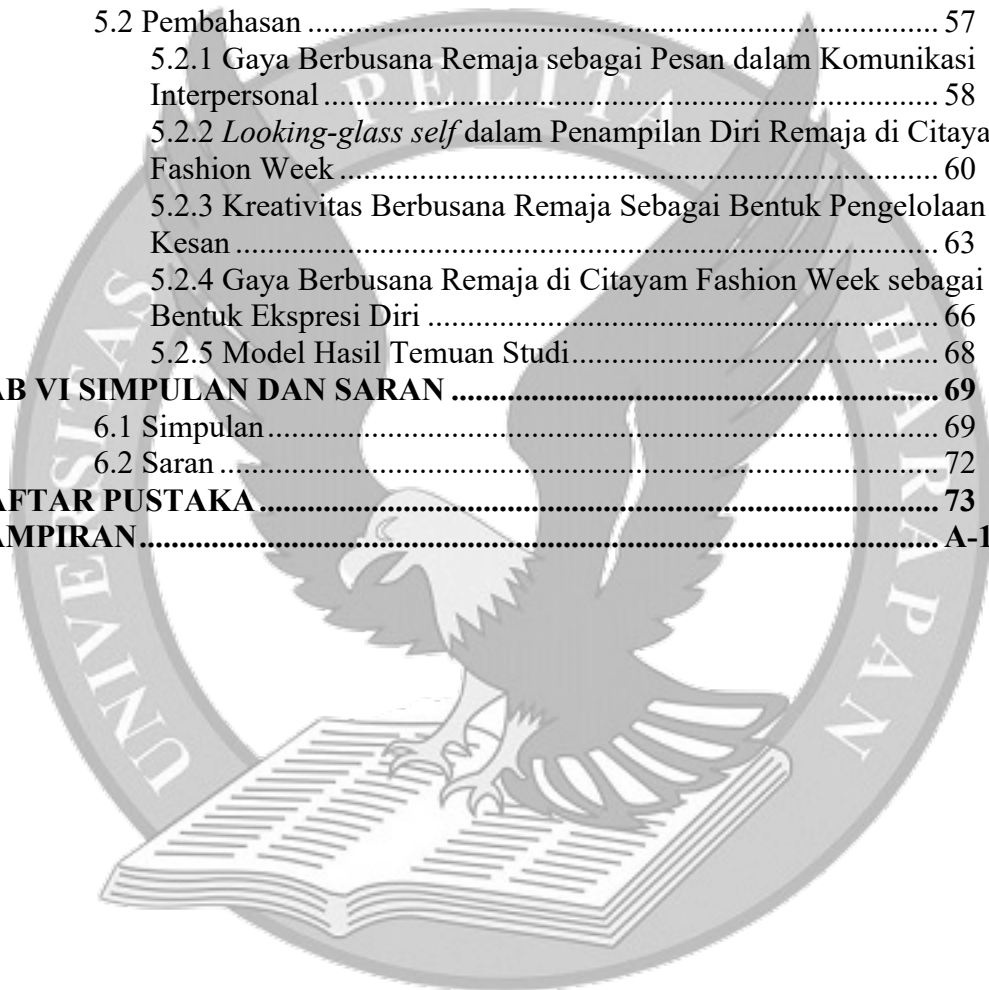 5.2 Pembahasan ........................................................................................ 57
5.2.1 Gaya Berbusana Remaja sebagai Pesan dalam Komunikasi
Interpersonal ...................................................................................... 58
5.2.2 Looking-glass self dalam Penampilan Diri Remaja di Citaya
Fashion Week .................................................................................... 60
5.2.3 Kreativitas Berbusana Remaja Sebagai Bentuk Pengelolaan
Kesan ................................................................................................. 63
5.2.4 Gaya Berbusana Remaja di Citayam Fashion Week sebagai
Bentuk Ekspresi Diri ......................................................................... 66
5.2.5 Model Hasil Temuan Studi ....................................................... 68
AB VI SIMPULAN DAN SARAN .................................................................... 69
6.1 Simpulan .............................................................................................. 69
6.2 Saran .................................................................................................... 72
AFTAR PUSTAKA ............................................................................................ 73
AMPIRAN ........................................................................................................... A-1
UNIVERSITAS PELITA HARAPAN